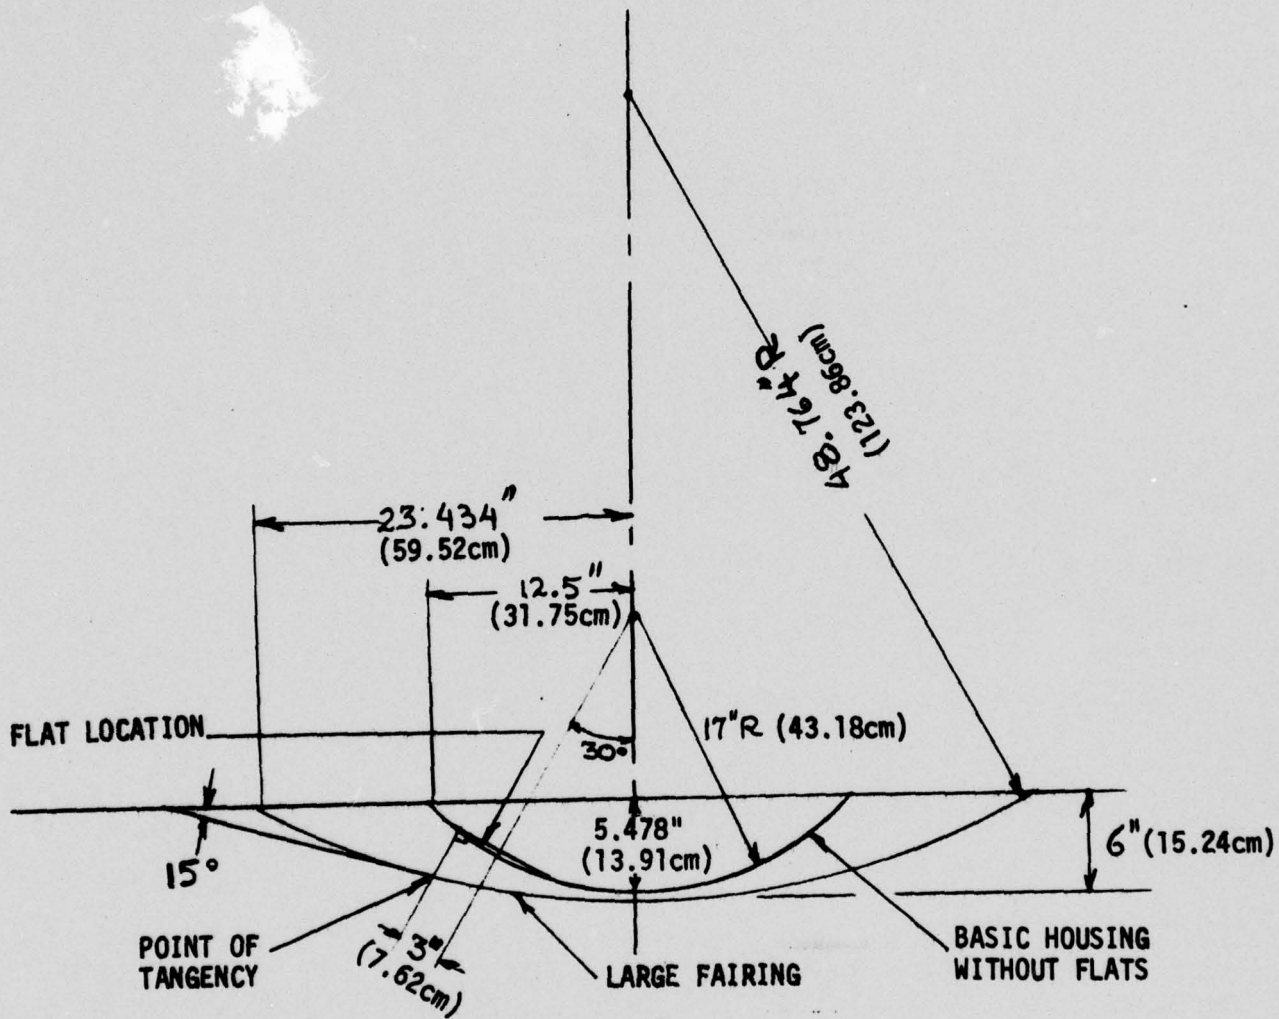 48.764"R
(123.86cm)
23.434"
(59.52cm)
12.5"
(31.75cm)
FLAT LOCATION
30°
17"R (43.18cm)
5.478"
(13.91cm)
6"(15.24cm)
15°
POINT OF
TANGENCY
3"
(7.62cm)
LARGE FAIRING
BASIC HOUSING
WITHOUT FLATS